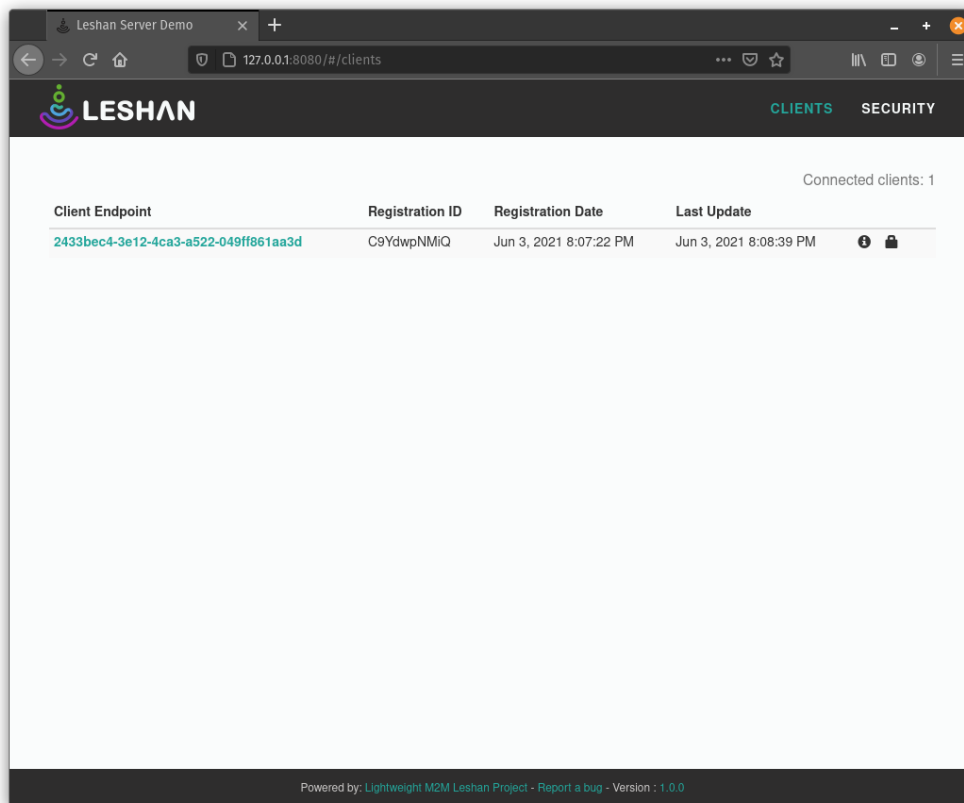 Leshan Server Demo
127.0.0.1:8080/#/clients
LESHAN
CLIENTS SECURITY
Connected clients: 1
Client Endpoint Registration ID Registration Date Last Update
2433bec4-3e12-4ca3-a522-049ff861aa3d C9YdwpNMiQ Jun 3, 2021 8:07:22 PM Jun 3, 2021 8:08:39 PM
Powered by: Lightweight M2M Leshan Project - Report a bug - Version : 1.0.0